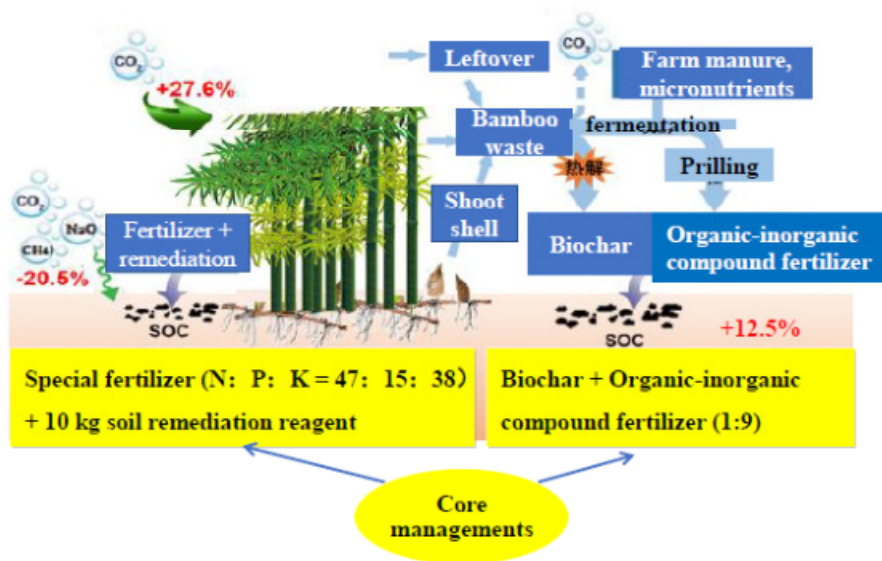 CO₂
+27.6%
Leftover
CO₂
Farm manure,
micronutrients
Bamboo
waste
fermentation
热解
Prilling
CO₂
N₂O
CH4)
-20.5%
Fertilizer +
remediation
Shoot
shell
Biochar
Organic-inorganic
compound fertilizer
SOC
SOC
+12.5%
Special fertilizer (N：P：K = 47：15：38）
+ 10 kg soil remediation reagent
Biochar + Organic-inorganic
compound fertilizer (1:9)
Core
managements